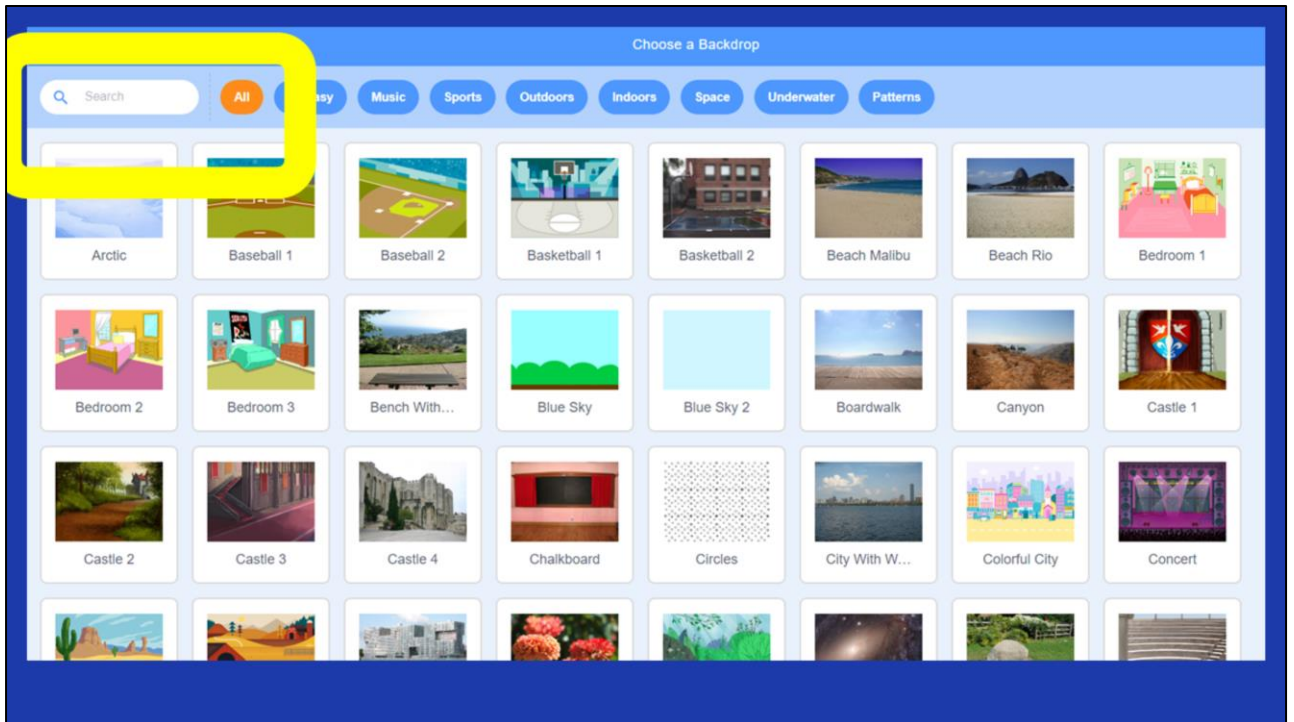 Choose a Backdrop
Search
All
Music
Sports
Outdoors
Indoors
Space
Underwater
Patterns
Arctic
Baseball 1
Baseball 2
Basketball 1
Basketball 2
Beach Malibu
Beach Rio
Bedroom 1
Bedroom 2
Bedroom 3
Bench With...
Blue Sky
Blue Sky 2
Boardwalk
Canyon
Castle 1
Castle 2
Castle 3
Castle 4
Chalkboard
Circles
City With W...
Colorful City
Concert